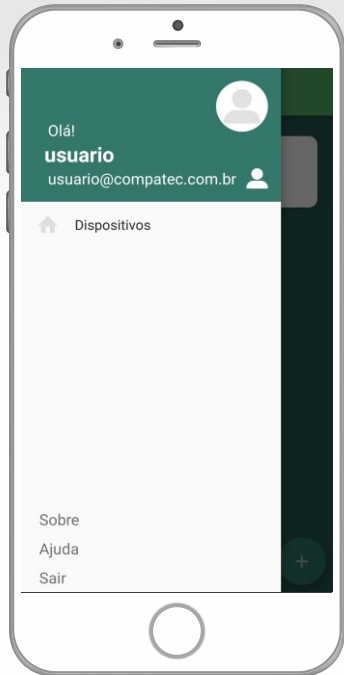 Olá!
usuario
usuario@compatec.com.br
Dispositivos
Sobre
Ajuda
Sair
+